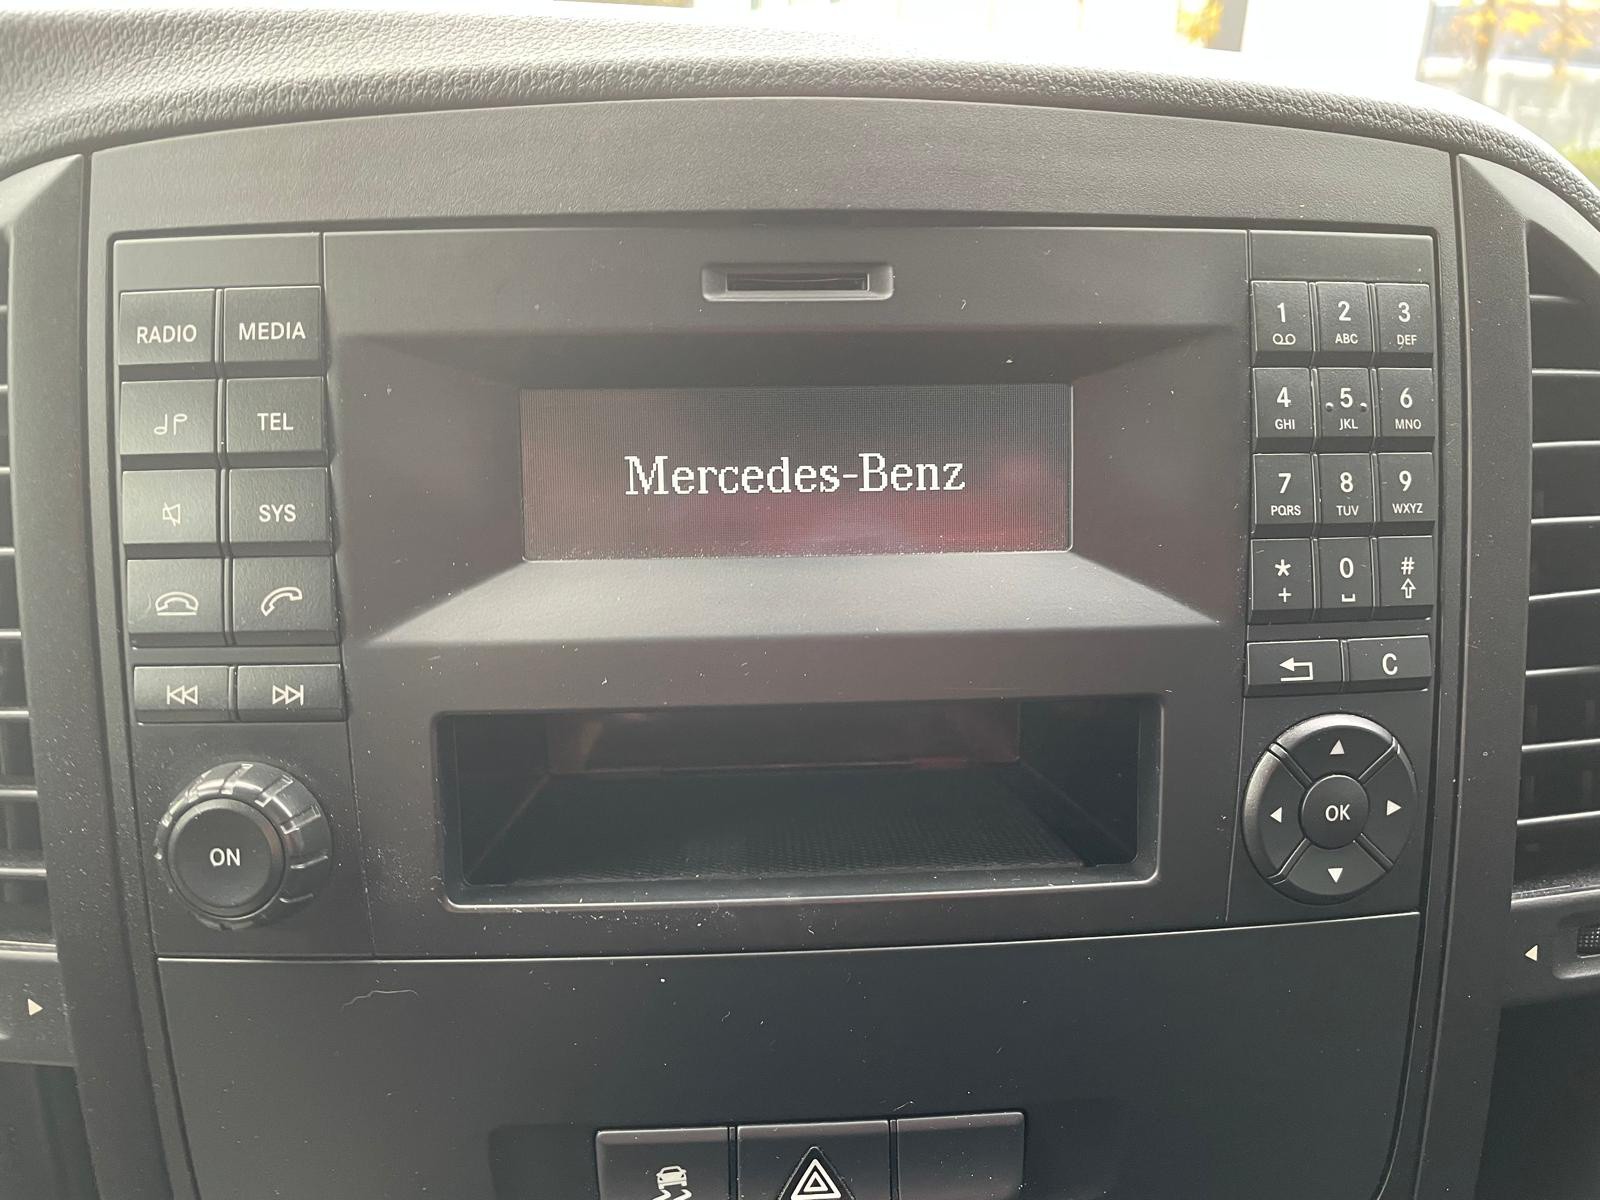 RADIO MEDIA
TEL
SYS
ON
Mercedes-Benz
1 2 3
ABC DEF
4 5 6
GHI JKL MNO
7 8 9
PQRS TUV WXYZ
* 0 #
+
C
OK